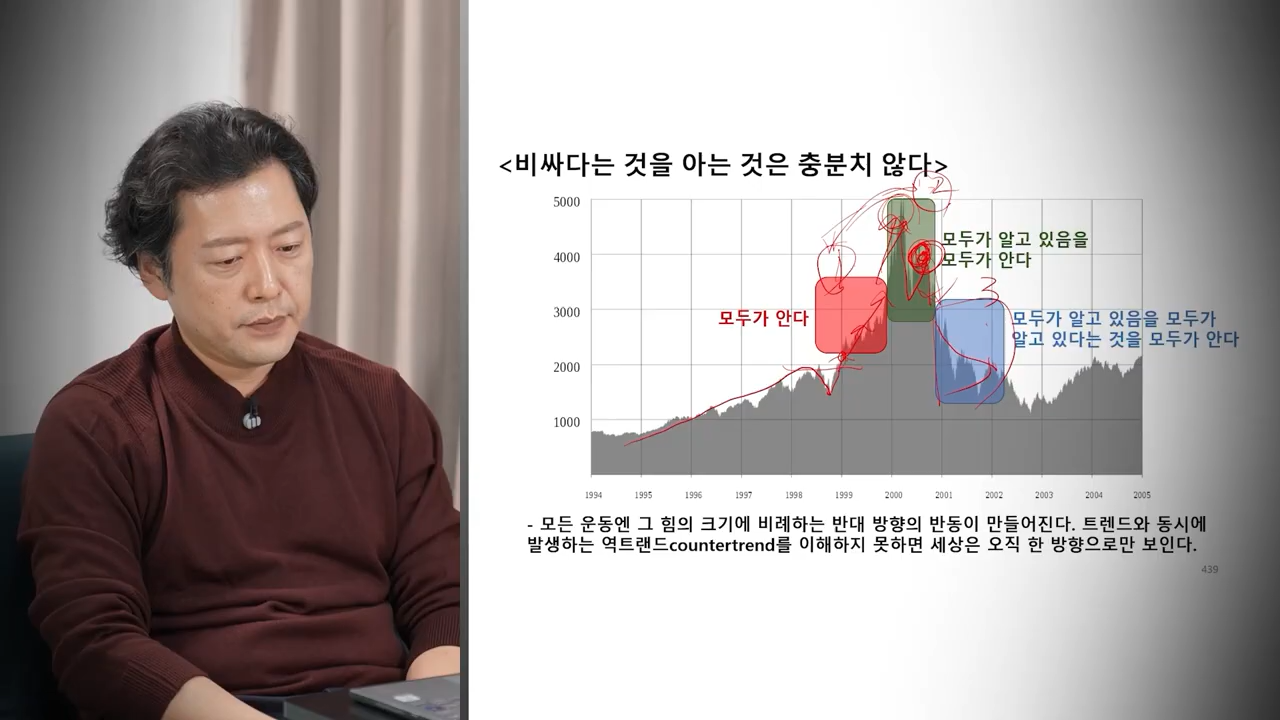 <비싸다는 것을 아는 것은 충분치 않다>
5000
4000
3000
2000
1000
모두가 안다
모두가 알고 있음을
모두가 안다
모두가 알고 있음을 모두가
알고 있다는 것을 모두가 안다
1
2
3
1994 1995 1996 1997 1998 1999 2000 2001 2002 2003 2004 2005
- 모든 운동엔 그 힘의 크기에 비례하는 반대 방향의 반동이 만들어진다. 트렌드와 동시에
발생하는 역트랜드countertrend를 이해하지 못하면 세상은 오직 한 방향으로만 보인다.
439